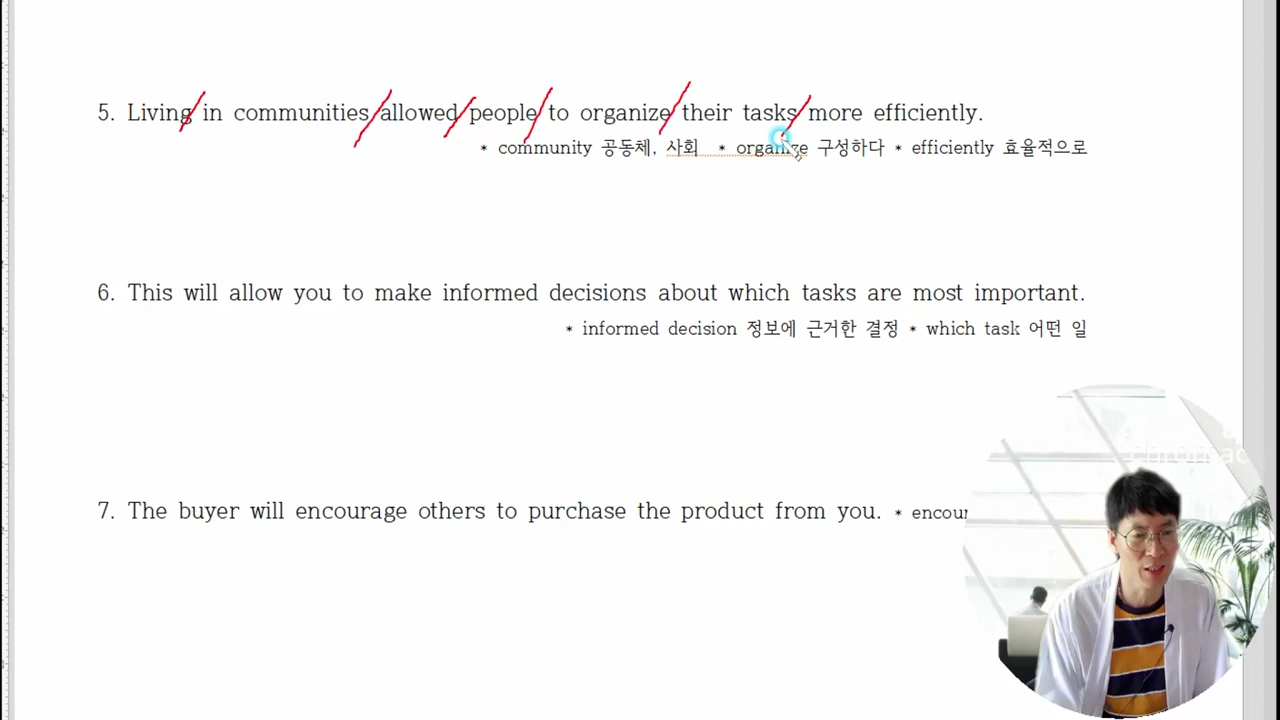 5. Living in communities allowed people to organize their tasks more efficiently.
* community 공동체, 사회 * organize 구성하다 * efficiently 효율적으로
6. This will allow you to make informed decisions about which tasks are most important.
* informed decision 정보에 근거한 결정 * which task 어떤 일
7. The buyer will encourage others to purchase the product from you. * encour